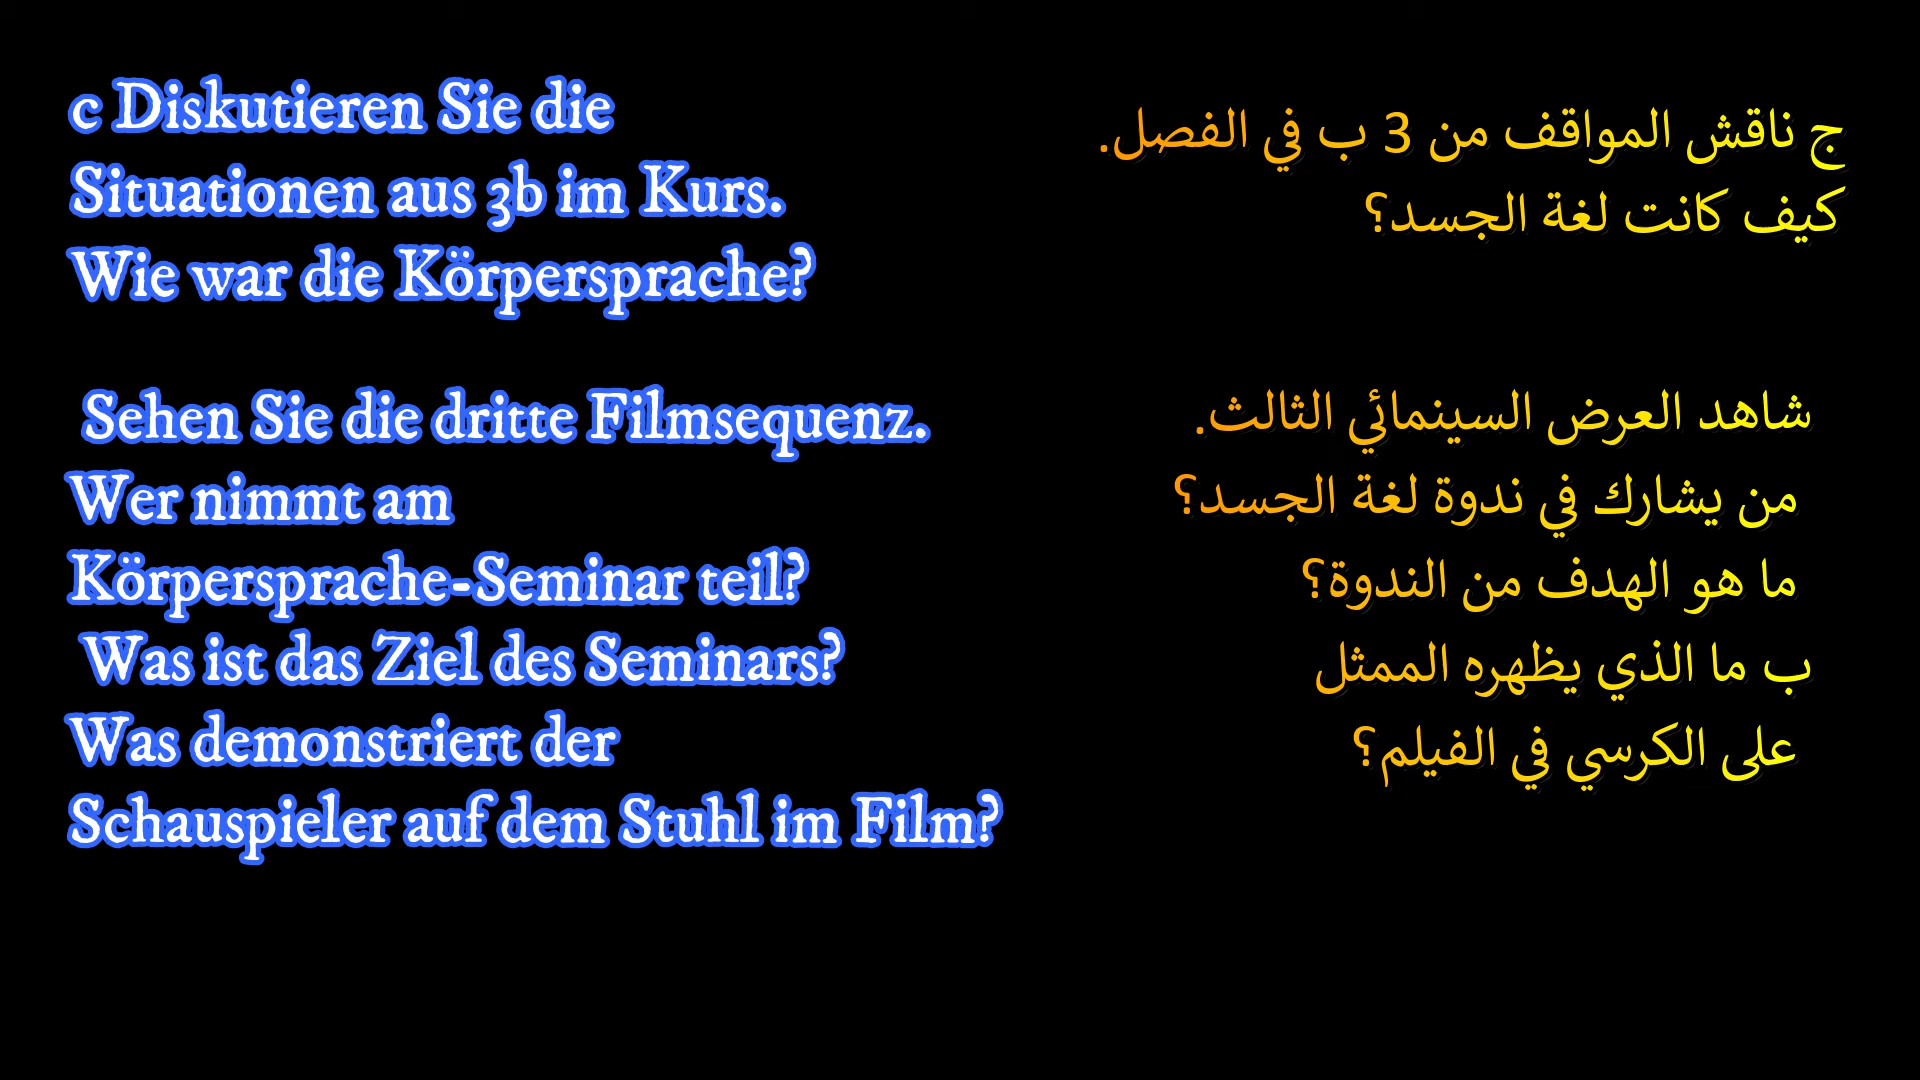 c Diskutieren Sie die
Situationen aus 3b im Kurs.
Wie war die Körpersprache?
Sehen Sie die dritte Filmsequenz.
Wer nimmt am
Körpersprache-Seminar teil?
Was ist das Ziel des Seminars?
Was demonstriert der
Schauspieler auf dem Stuhl im Film?
ج ناقش المواقف من 3 ب في الفصل.
كيف كانت لغة الجسد؟
شاهد العرض السينمائي الثالث.
من يشارك في ندوة لغة الجسد؟
ما هو الهدف من الندوة؟
ب ما الذي يظهره الممثل
على الكرسي في الفيلم؟